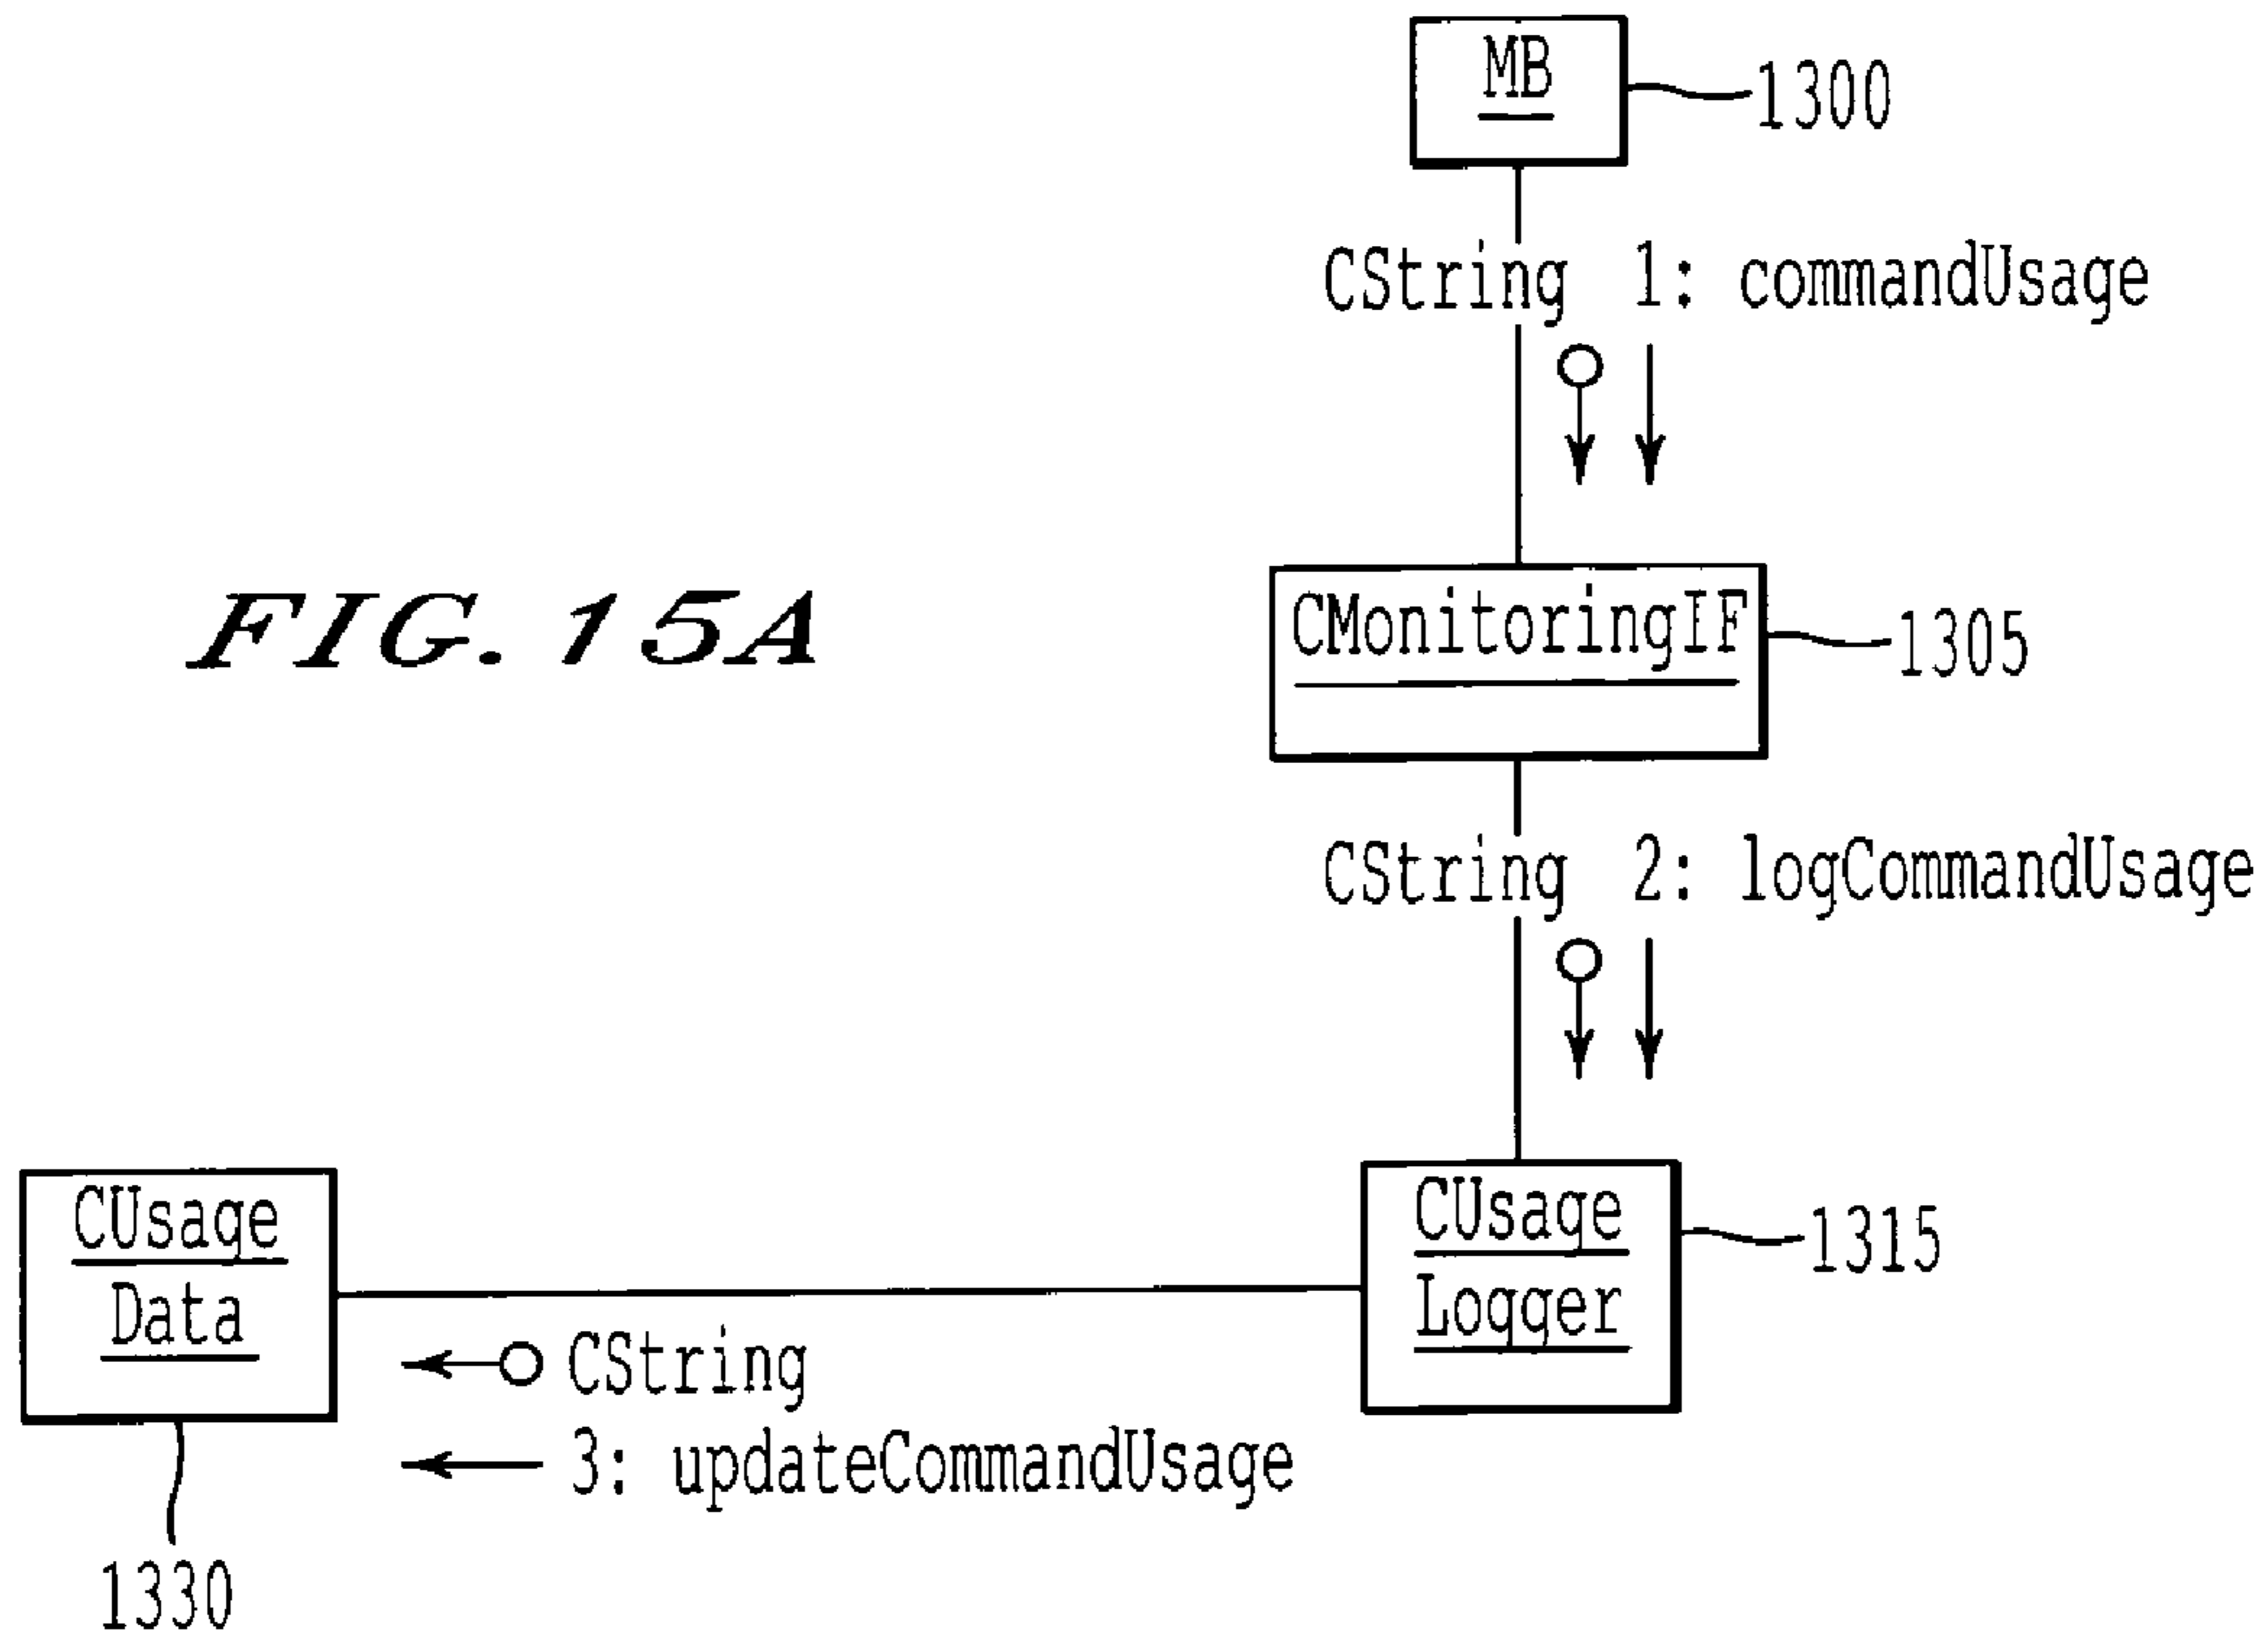 MB
1300
CString 1: commandUsage
FIG. 15A
CMonitoringIF
1305
CString 2: logCommandUsage
CUsage
Data
CUsage
Logger
1315
CString
3: updateCommandUsage
1330